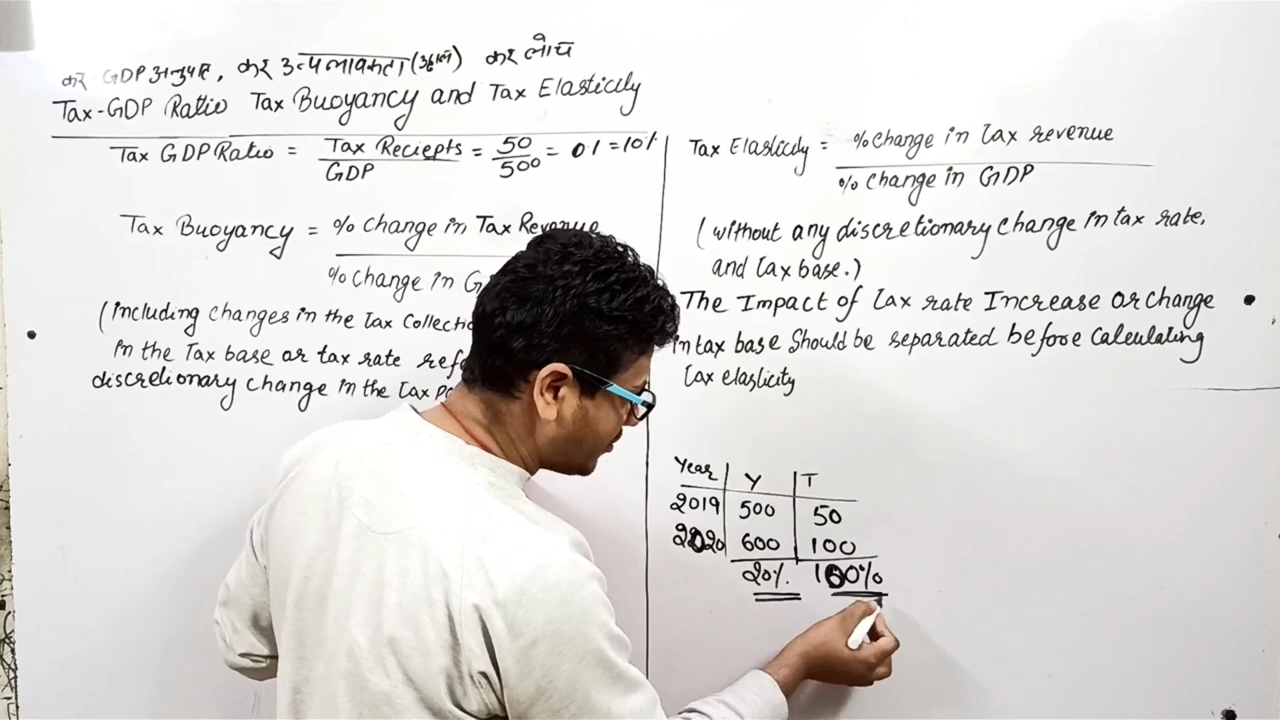 कर GDP अनुपात, कर उत्प्लावकता (उछाल) कर लोच
Tax-GDP Ratio Tax Buoyancy and Tax Elasticity
Tax GDP Ratio = Tax Reciepts / GDP = 50 / 500 = 0.1 = 10%
Tax Buoyancy = % Change in Tax Revenue
% Change in G
(including changes in the tax Collectio
in the Tax base or tax rate ref
discretionary change in the tax po
Tax Elasticity = % change in tax revenue
% Change in GDP
(without any discretionary change in tax rate,
and tax base.)
The Impact of tax rate Increase or change
in tax base should be separated before calculating
tax elasticity
Year Y T
2019 500 50
2020 600 100
20% 100%